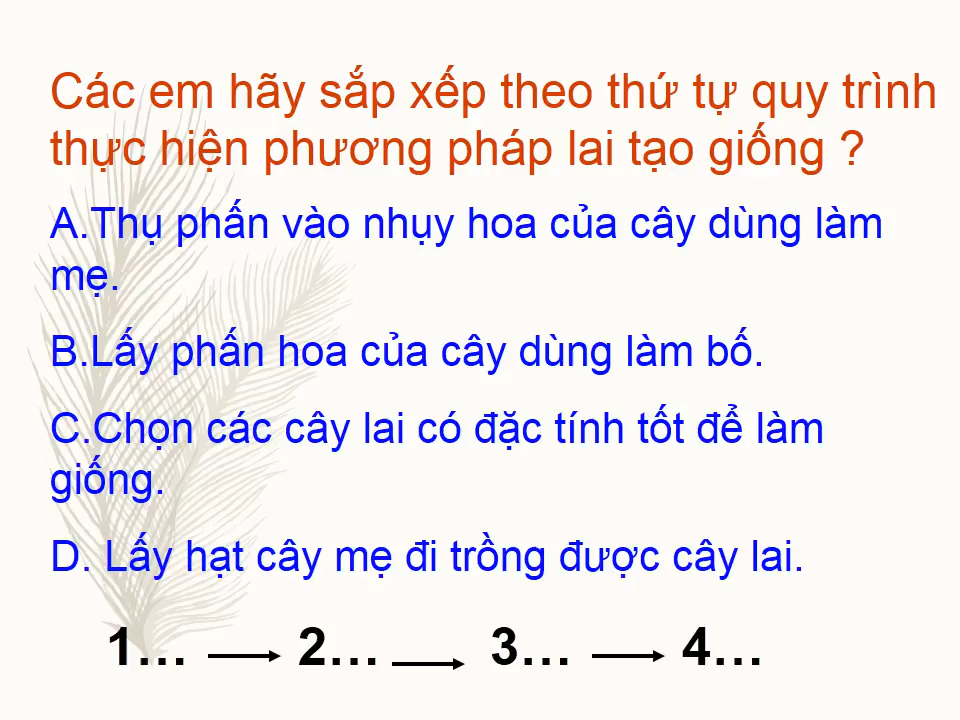 Các em hãy sắp xếp theo thứ tự quy trình
thực hiện phương pháp lai tạo giống ?
A.Thụ phấn vào nhụy hoa của cây dùng làm
mẹ.
B.Lấy phấn hoa của cây dùng làm bố.
C.Chọn các cây lai có đặc tính tốt để làm
giống.
D. Lấy hạt cây mẹ đi trồng được cây lai.
1… 2… 3… 4…